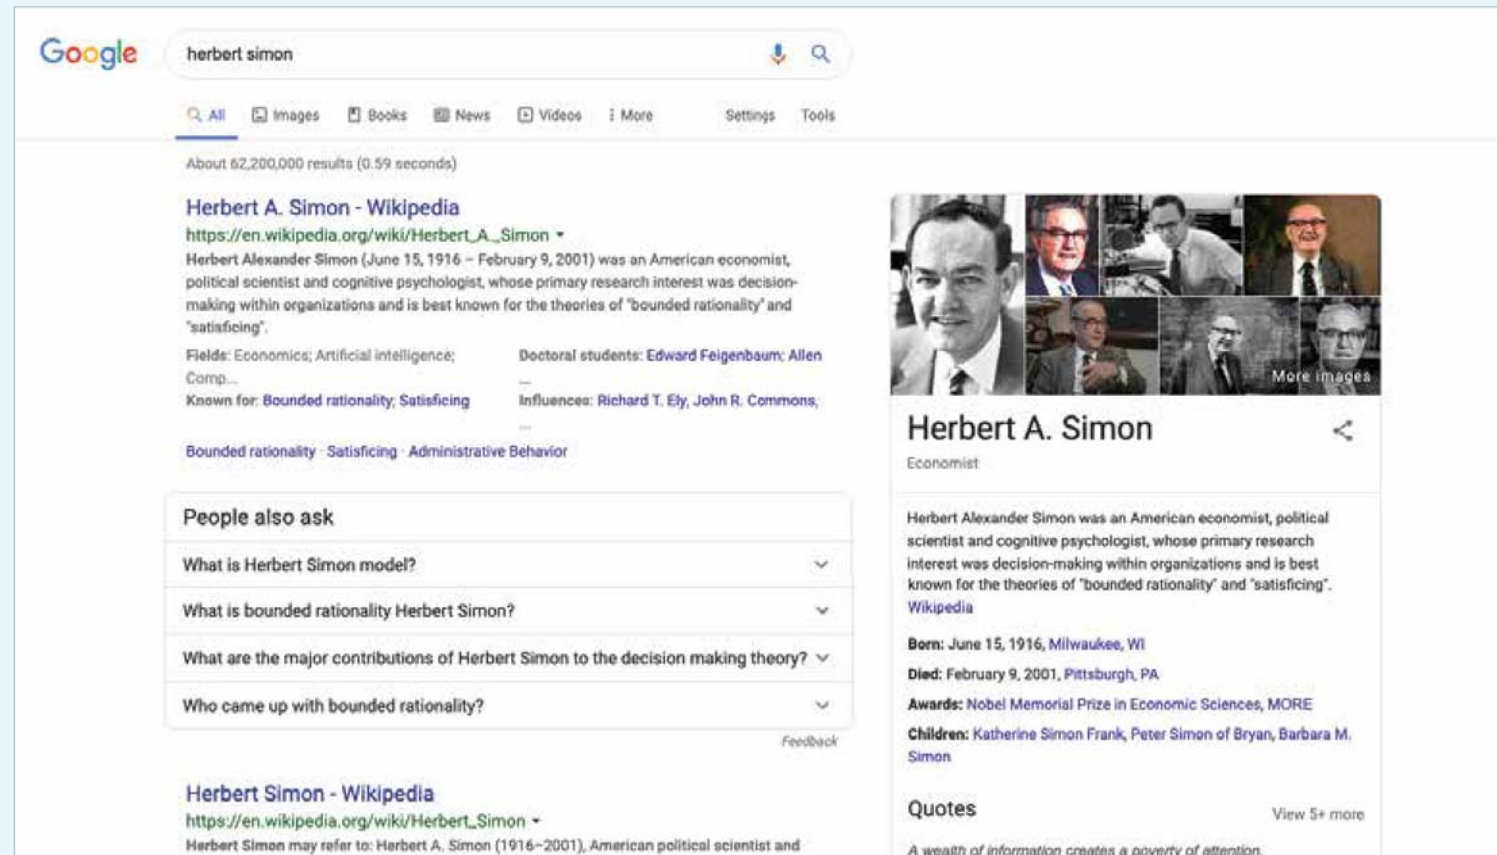 Google
herbert simon
All Images Books News Videos More Settings Tools
About 62,200,000 results (0.59 seconds)
Herbert A. Simon - Wikipedia
https://en.wikipedia.org/wiki/Herbert_A._Simon
Herbert Alexander Simon (June 15, 1916 – February 9, 2001) was an American economist,
political scientist and cognitive psychologist, whose primary research interest was decision-
making within organizations and is best known for the theories of "bounded rationality" and
"satisficing".
Fields: Economics; Artificial intelligence;
Comp...
Known for: Bounded rationality; Satisficing
Doctoral students: Edward Feigenbaum; Allen
...
Influences: Richard T. Ely, John R. Commons,
...
Bounded rationality · Satisficing · Administrative Behavior
People also ask
What is Herbert Simon model?
What is bounded rationality Herbert Simon?
What are the major contributions of Herbert Simon to the decision making theory?
Who came up with bounded rationality?
Feedback
Herbert Simon - Wikipedia
https://en.wikipedia.org/wiki/Herbert_Simon
Herbert Simon may refer to: Herbert A. Simon (1916–2001), American political scientist and
More images
Herbert A. Simon
Economist
Herbert Alexander Simon was an American economist, political
scientist and cognitive psychologist, whose primary research
interest was decision-making within organizations and is best
known for the theories of "bounded rationality" and "satisficing".
Wikipedia
Born: June 15, 1916, Milwaukee, WI
Died: February 9, 2001, Pittsburgh, PA
Awards: Nobel Memorial Prize in Economic Sciences, MORE
Children: Katherine Simon Frank, Peter Simon of Bryan, Barbara M.
Simon
Quotes
View 5+ more
A wealth of information creates a poverty of attention.